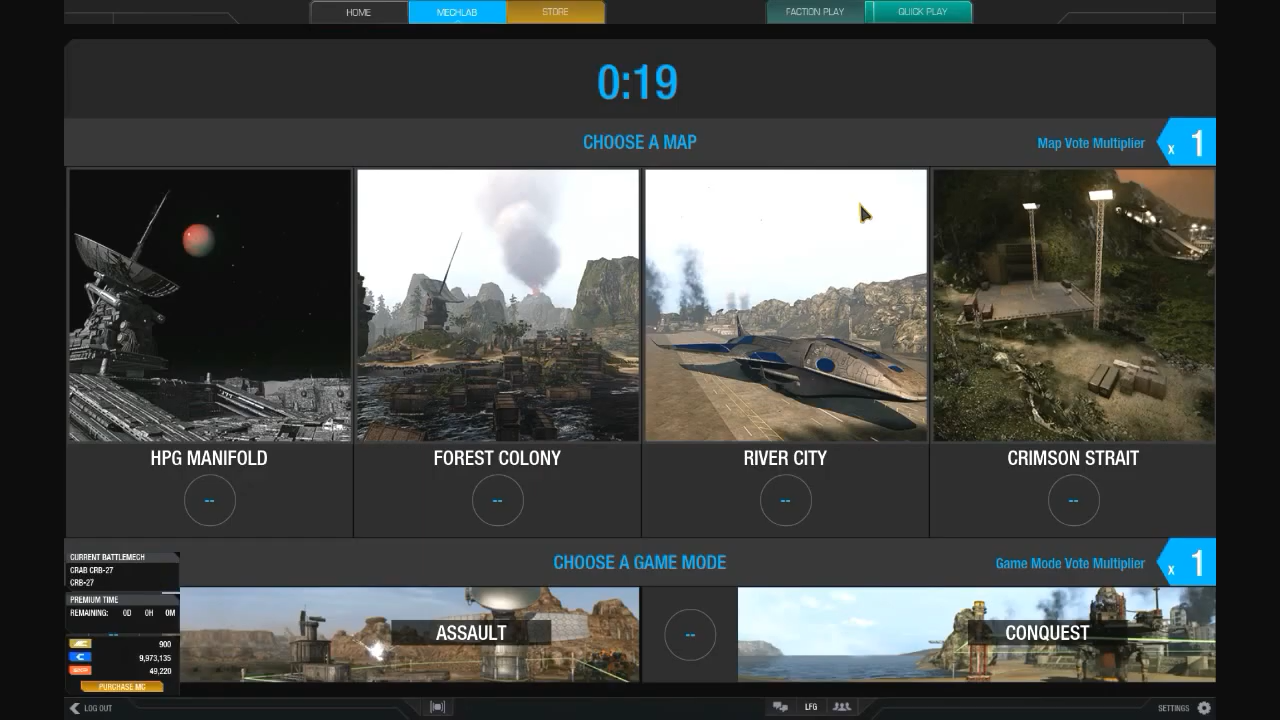 HOME
MECHLAB
STORE
FACTION PLAY
QUICK PLAY
0:19
CHOOSE A MAP
Map Vote Multiplier
x 1
HPG MANIFOLD
FOREST COLONY
RIVER CITY
CRIMSON STRAIT
--
--
--
--
CHOOSE A GAME MODE
Game Mode Vote Multiplier
x 1
CURRENT BATTLEMECH
CRAB CRB-27
CRB-27
PREMIUM TIME
REMAINING: 0D 0H 0M
--
900
C 9,973,135
49,220
PURCHASE MC
ASSAULT
--
CONQUEST
LOG OUT
LFG
SETTINGS